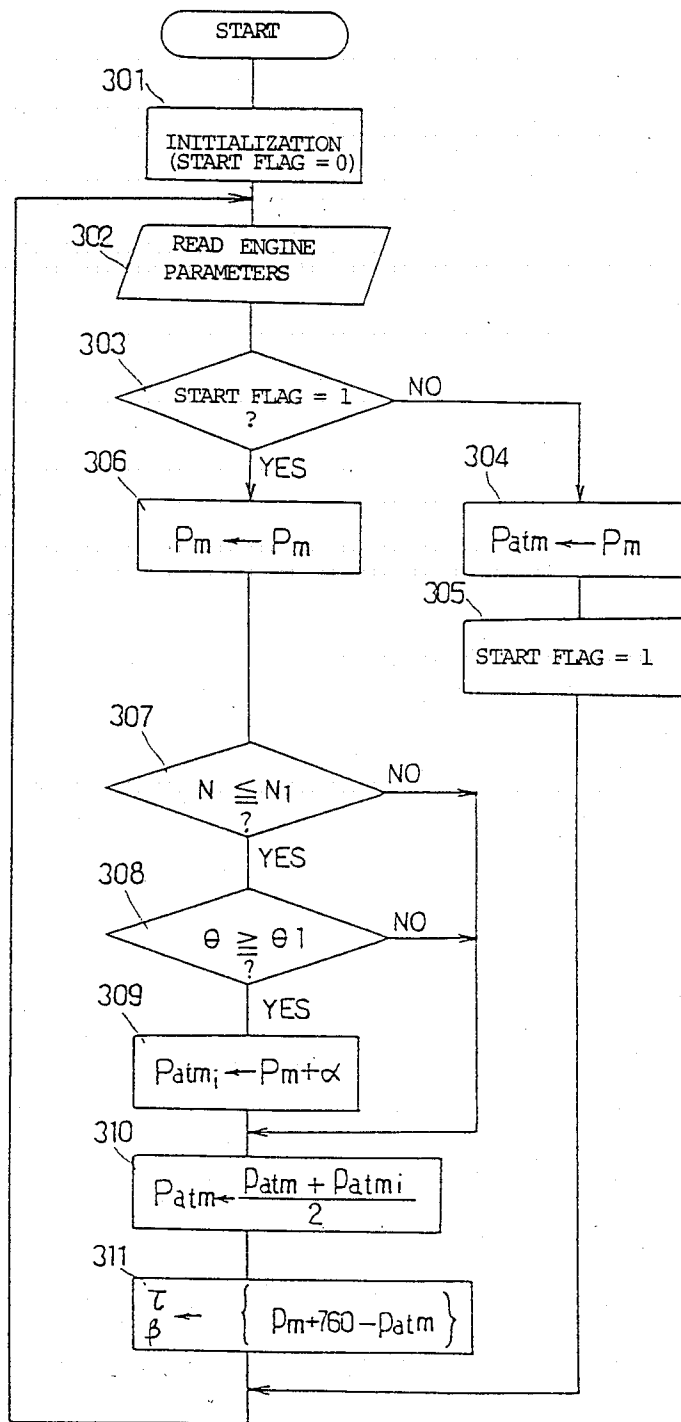 START
301
INITIALIZATION
(START FLAG = 0)
302
READ ENGINE
PARAMETERS
303
START FLAG = 1
?
NO
YES
306
Pm ← Pm
304
Patm ← Pm
305
START FLAG = 1
307
N ≦ N1
?
NO
YES
308
θ ≧ θ1
?
NO
YES
309
Patmi ← Pm+α
310
Patm ← Patm + Patmi
2
311
τ
β ← { Pm+760-Patm }